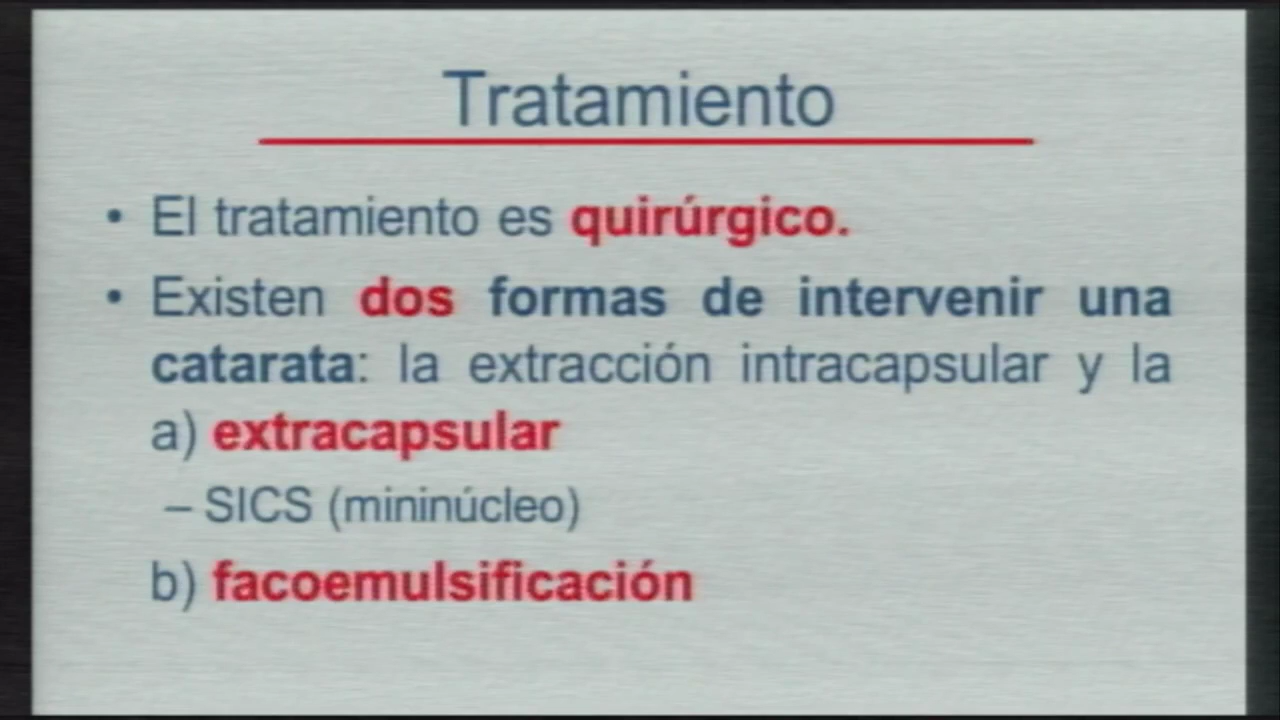 Tratamiento
• El tratamiento es quirúrgico.
• Existen dos formas de intervenir una
catarata: la extracción intracapsular y la
a) extracapsular
– SICS (mininúcleo)
b) facoemulsificación